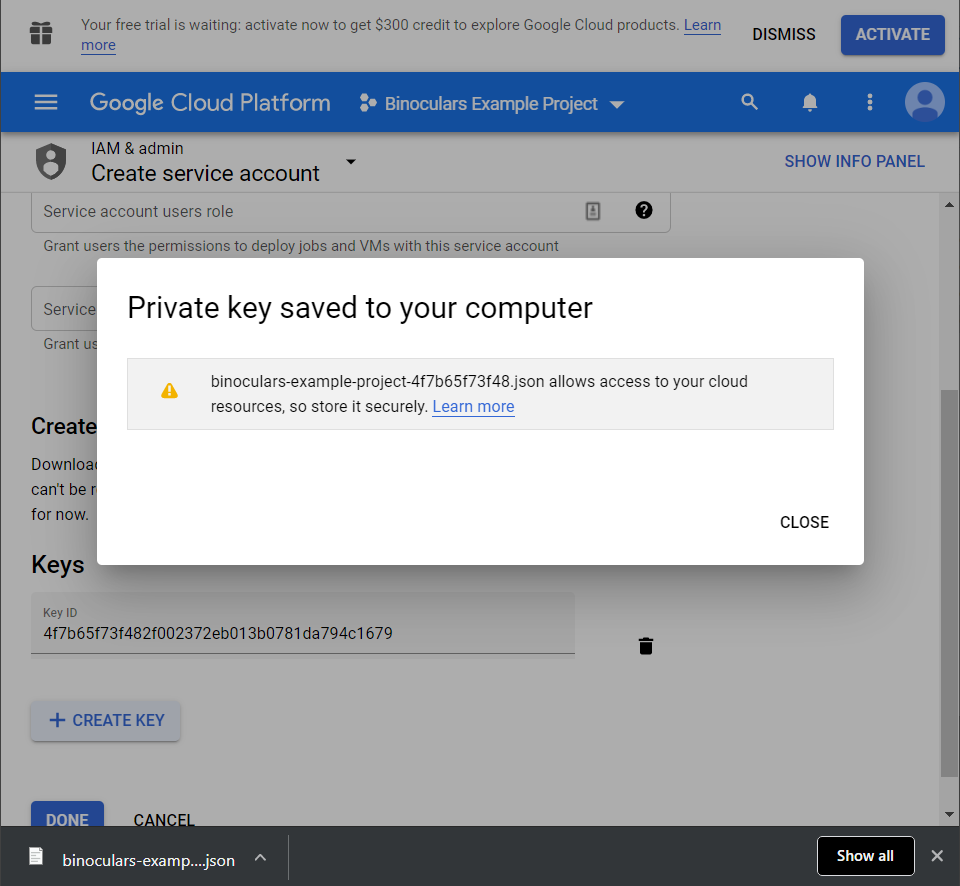 Your free trial is waiting: activate now to get $300 credit to explore Google Cloud products. Learn
more
DISMISS
ACTIVATE
Google Cloud Platform
Binoculars Example Project
IAM & admin
Create service account
SHOW INFO PANEL
Service account users role
Grant users the permissions to deploy jobs and VMs with this service account
Service
Grant us
Private key saved to your computer
binoculars-example-project-4f7b65f73f48.json allows access to your cloud
resources, so store it securely. Learn more
CLOSE
Create
Downloa
can't be r
for now.
Keys
Key ID
4f7b65f73f482f002372eb013b0781da794c1679
CREATE KEY
DONE
CANCEL
binoculars-examp....json
Show all